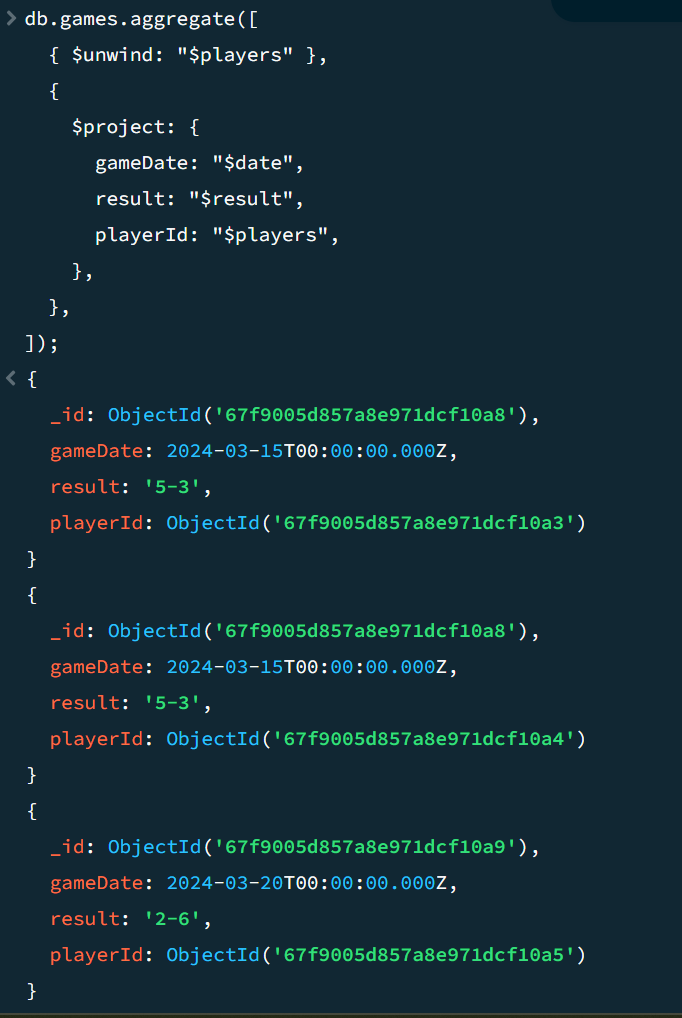 db.games.aggregate([
  { $unwind: "$players" },
  {
    $project: {
      gameDate: "$date",
      result: "$result",
      playerId: "$players",
    },
  },
]);
{
  _id: ObjectId('67f9005d857a8e971dcf10a8'),
  gameDate: 2024-03-15T00:00:00.000Z,
  result: '5-3',
  playerId: ObjectId('67f9005d857a8e971dcf10a3')
}
{
  _id: ObjectId('67f9005d857a8e971dcf10a8'),
  gameDate: 2024-03-15T00:00:00.000Z,
  result: '5-3',
  playerId: ObjectId('67f9005d857a8e971dcf10a4')
}
{
  _id: ObjectId('67f9005d857a8e971dcf10a9'),
  gameDate: 2024-03-20T00:00:00.000Z,
  result: '2-6',
  playerId: ObjectId('67f9005d857a8e971dcf10a5')
}